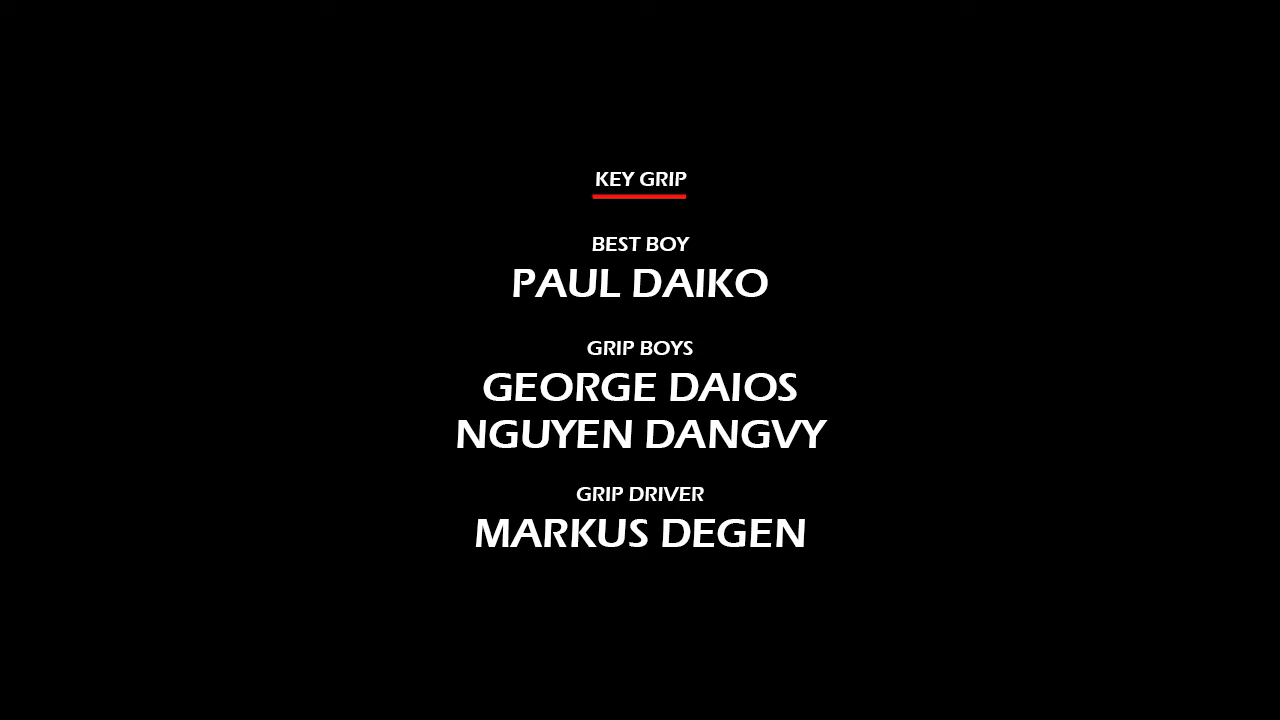 KEY GRIP
BEST BOY
PAUL DAIKO
GRIP BOYS
GEORGE DAIOS
NGUYEN DANGVY
GRIP DRIVER
MARKUS DEGEN